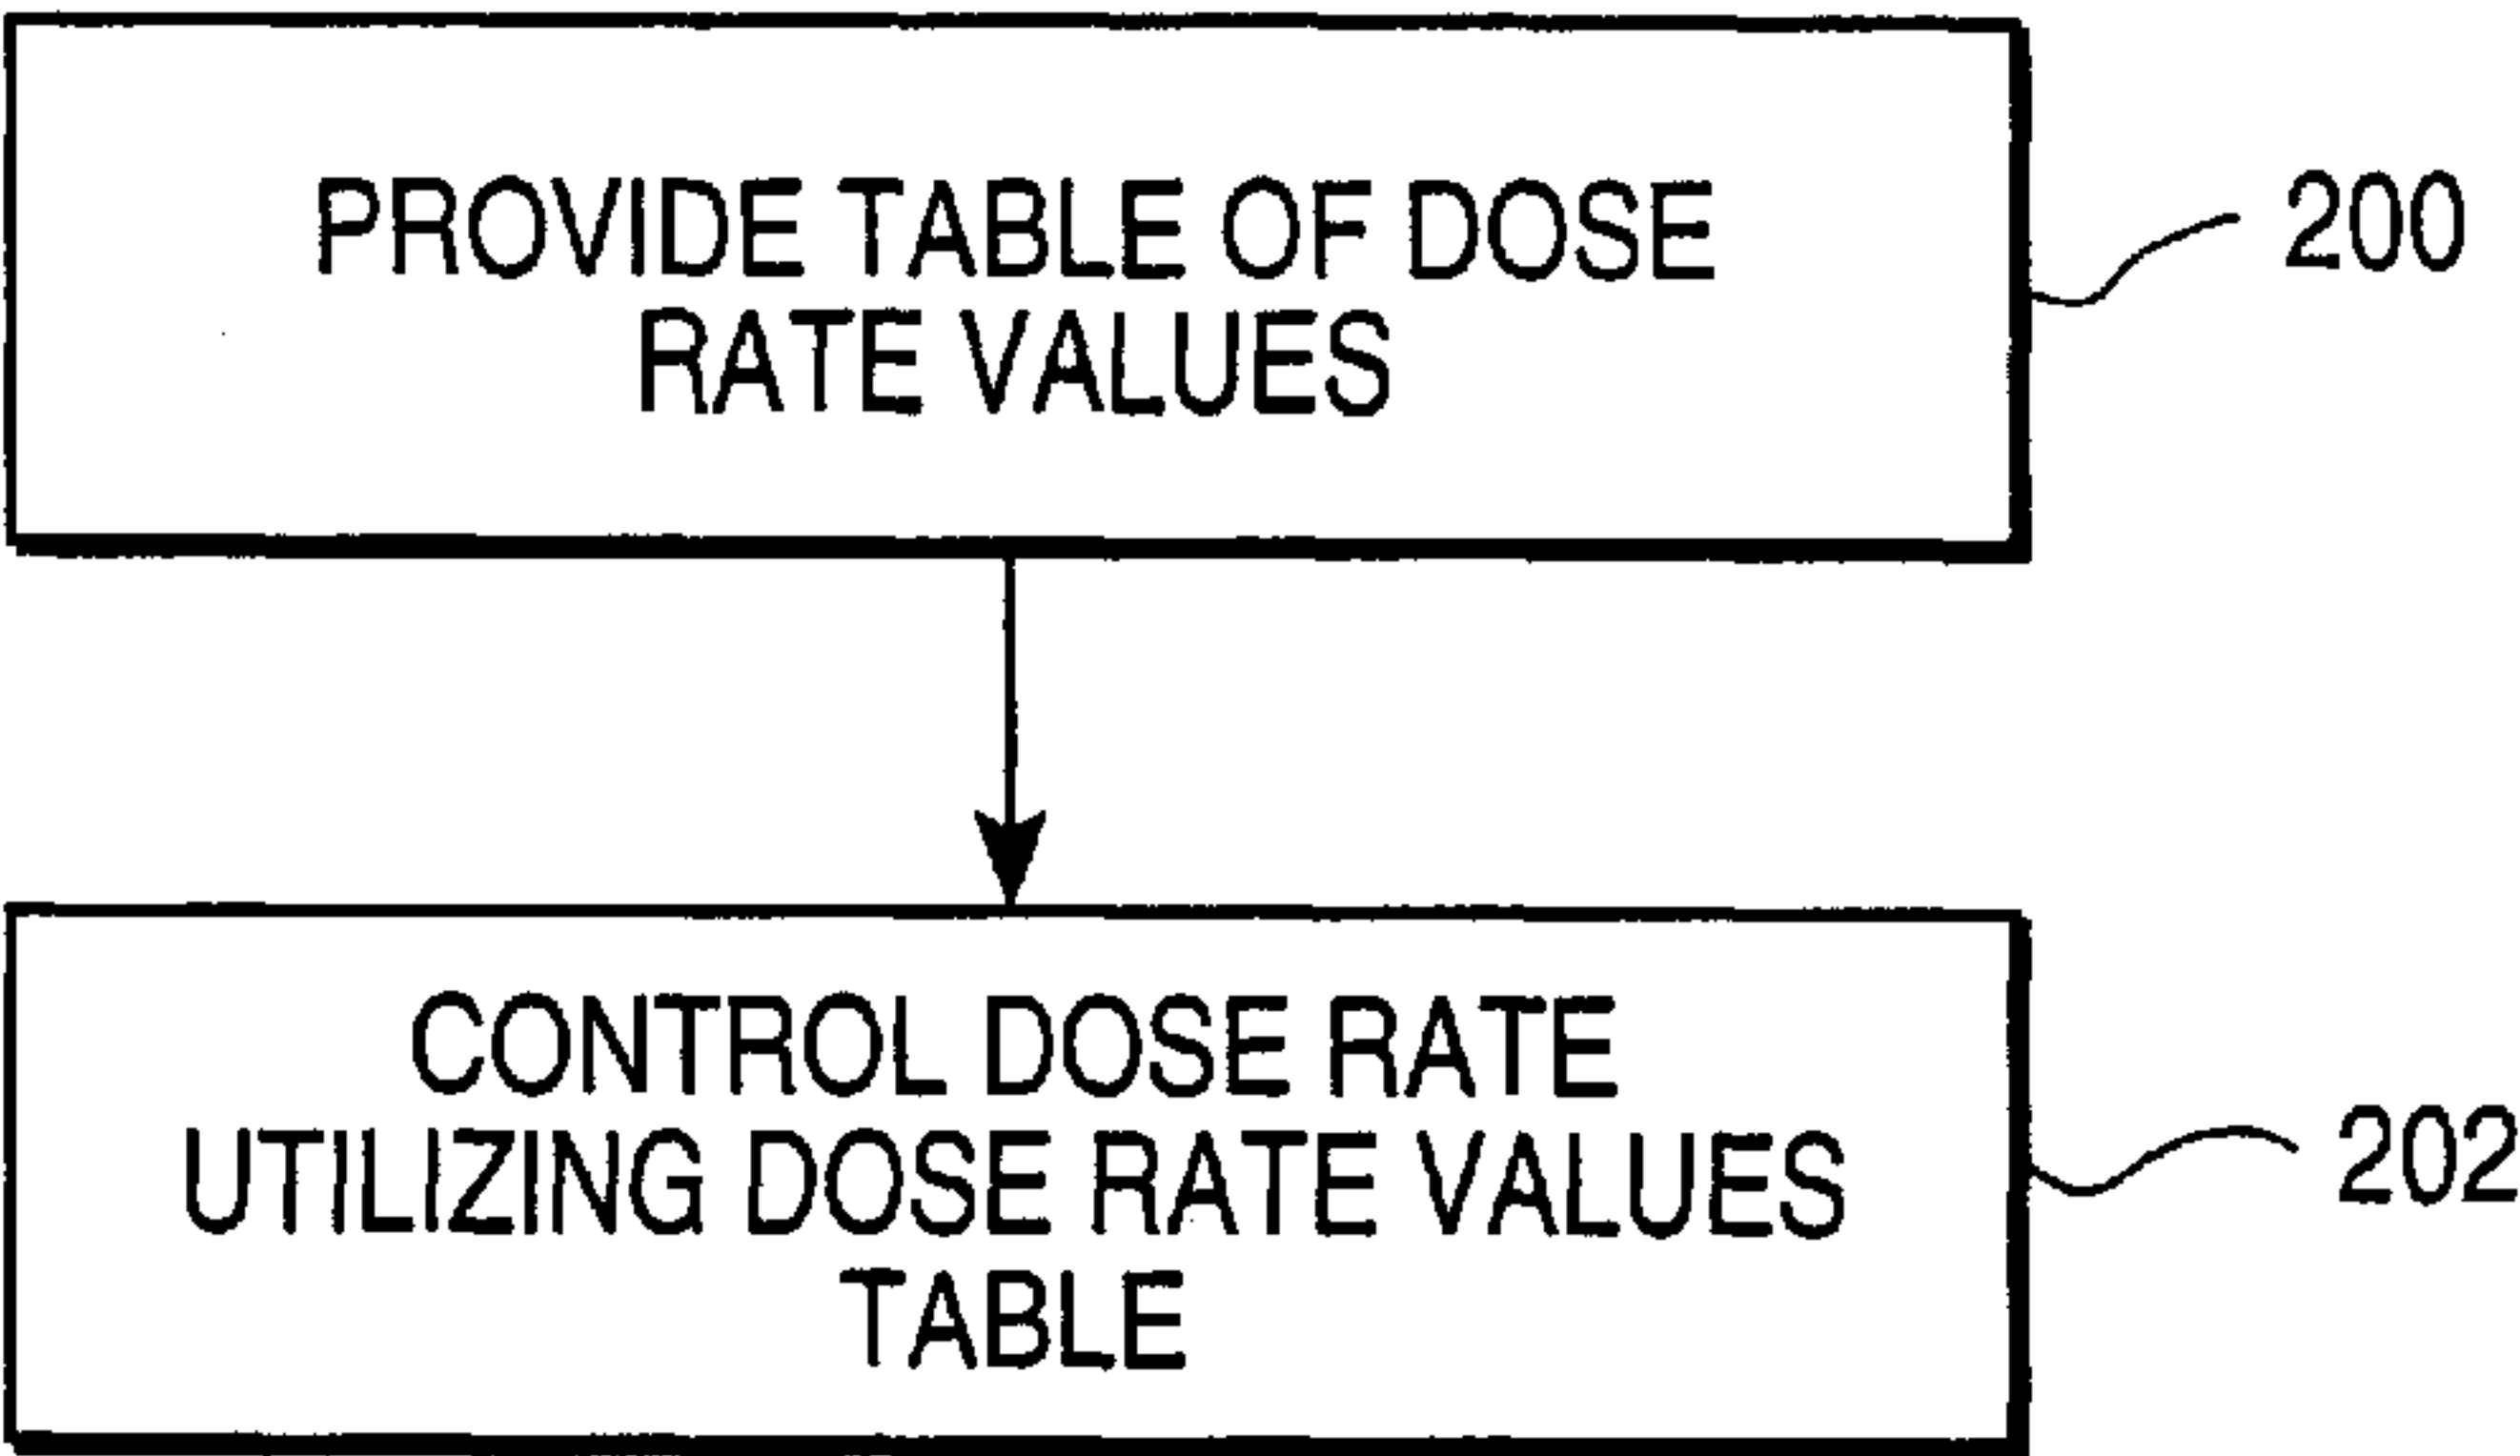 PROVIDE TABLE OF DOSE
RATE VALUES
200
CONTROL DOSE RATE
UTILIZING DOSE RATE VALUES
TABLE
202